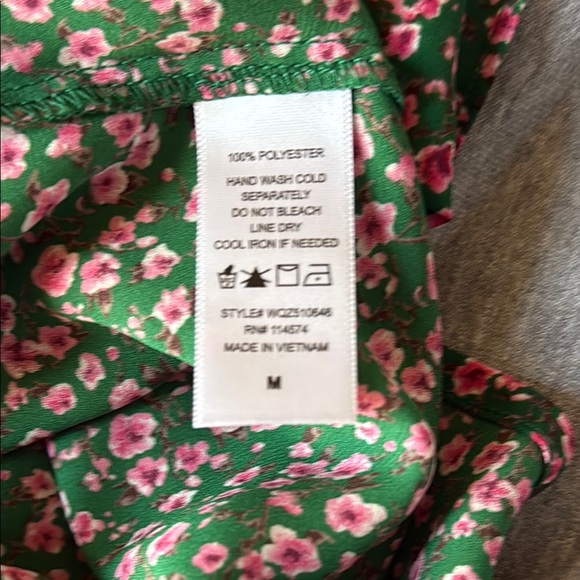 100% POLYESTER
HAND WASH COLD
SEPARATELY
DO NOT BLEACH
LINE DRY
COOL IRON IF NEEDED
STYLE# WQZ510646
RN# 114574
MADE IN VIETNAM
M